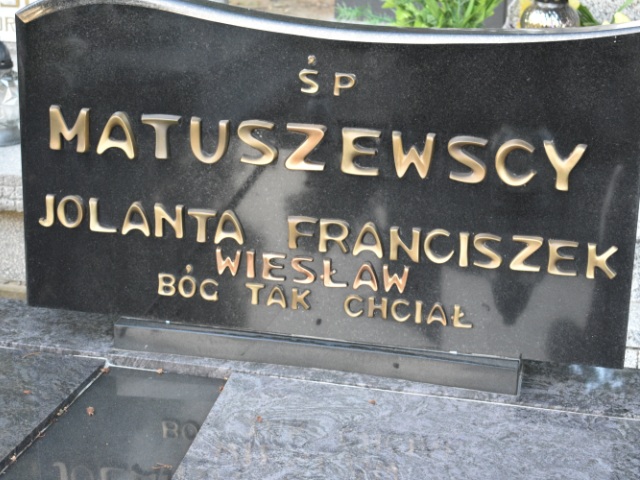 ŚP
MATUSZEWSCY
JOLANTA FRANCISZEK
WIESŁAW
BÓG TAK CHCIAŁ